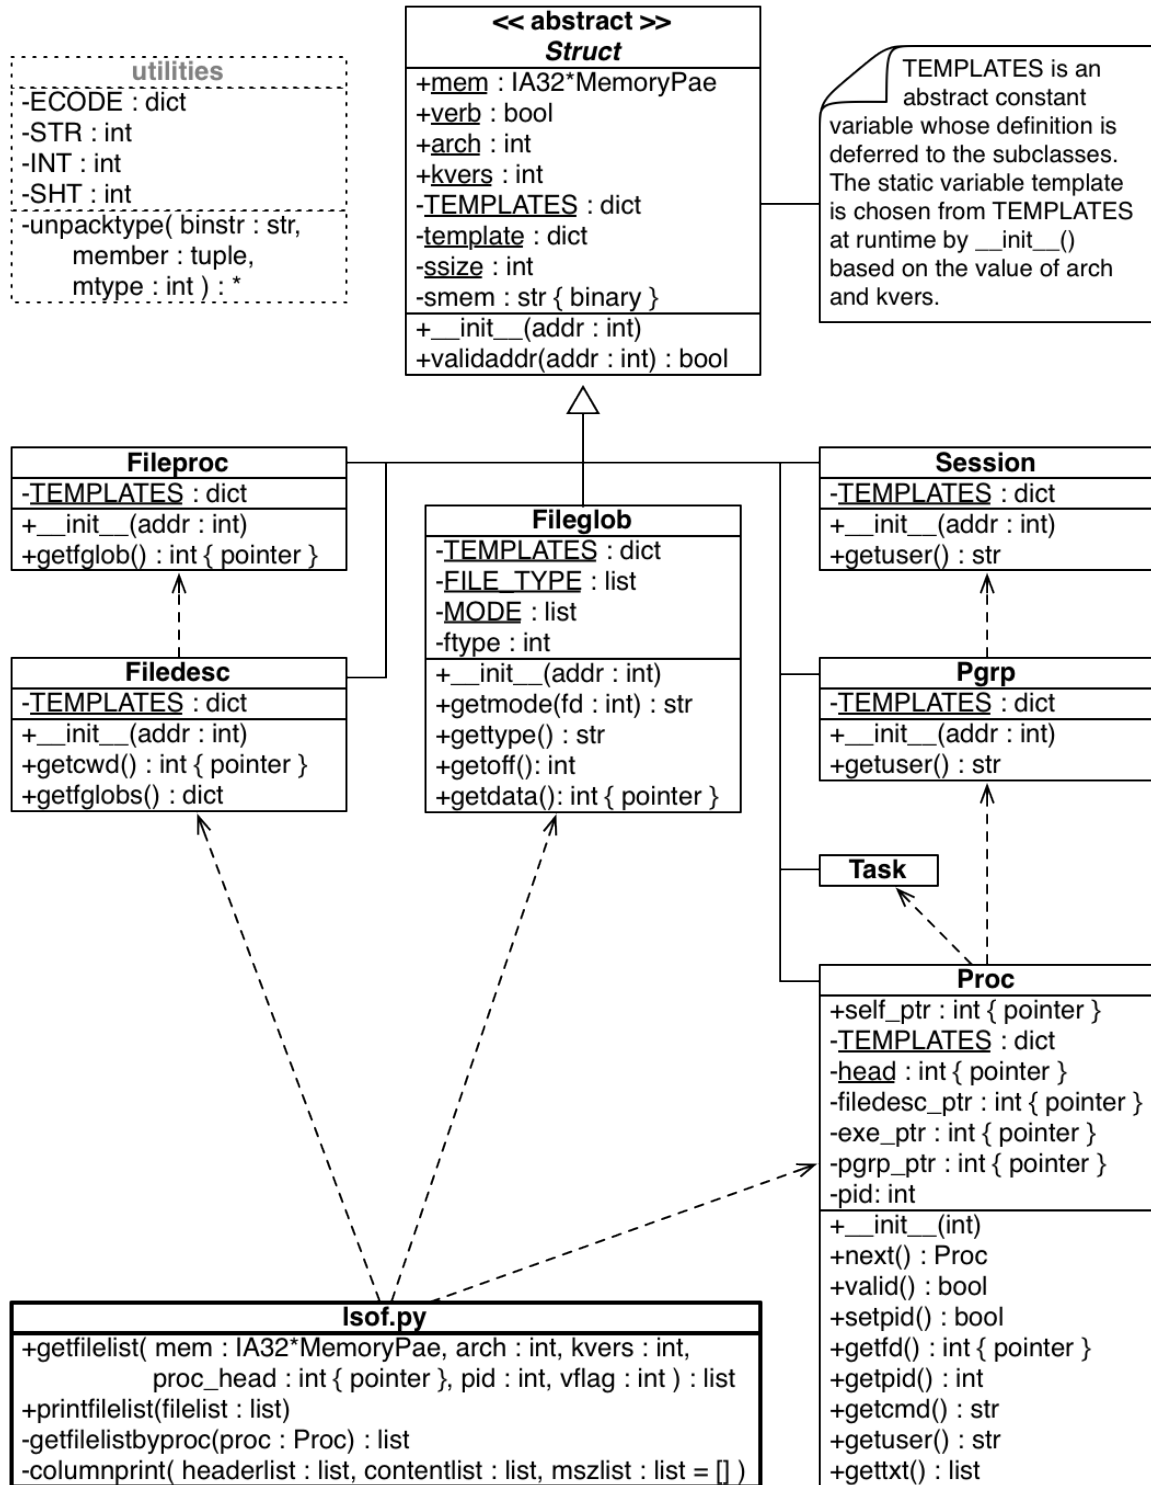 << abstract >>
Struct
+mem : IA32*MemoryPae
+verb : bool
+arch : int
+kvers : int
-TEMPLATES : dict
-template : dict
-ssize : int
-smem : str { binary }
+__init__(addr : int)
+validaddr(addr : int) : bool
utilities
-ECODE : dict
-STR : int
-INT : int
-SHT : int
-unpacktype( binstr : str,
member : tuple,
mtype : int ) : *
TEMPLATES is an
abstract constant
variable whose definition is
deferred to the subclasses.
The static variable template
is chosen from TEMPLATES
at runtime by __init__()
based on the value of arch
and kvers.
Fileproc
-TEMPLATES : dict
+__init__(addr : int)
+getfglob() : int { pointer }
Fileglob
-TEMPLATES : dict
-FILE_TYPE : list
-MODE : list
-ftype : int
+__init__(addr : int)
+getmode(fd : int) : str
+gettype() : str
+getoff(): int
+getdata(): int { pointer }
Session
-TEMPLATES : dict
+__init__(addr : int)
+getuser() : str
Filedesc
-TEMPLATES : dict
+__init__(addr : int)
+getcwd() : int { pointer }
+getfglobs() : dict
Pgrp
-TEMPLATES : dict
+__init__(addr : int)
+getuser() : str
Task
Proc
+self_ptr : int { pointer }
-TEMPLATES : dict
-head : int { pointer }
-filedesc_ptr : int { pointer }
-exe_ptr : int { pointer }
-pgrp_ptr : int { pointer }
-pid: int
+__init__(int)
+next() : Proc
+valid() : bool
+setpid() : bool
+getfd() : int { pointer }
+getpid() : int
+getcmd() : str
+getuser() : str
+gettxt() : list
lsof.py
+getfilelist( mem : IA32*MemoryPae, arch : int, kvers : int,
proc_head : int { pointer }, pid : int, vflag : int ) : list
+printfilelist(filelist : list)
-getfilelistbyproc(proc : Proc) : list
-columnprint( headerlist : list, contentlist : list, mszlist : list = [] )